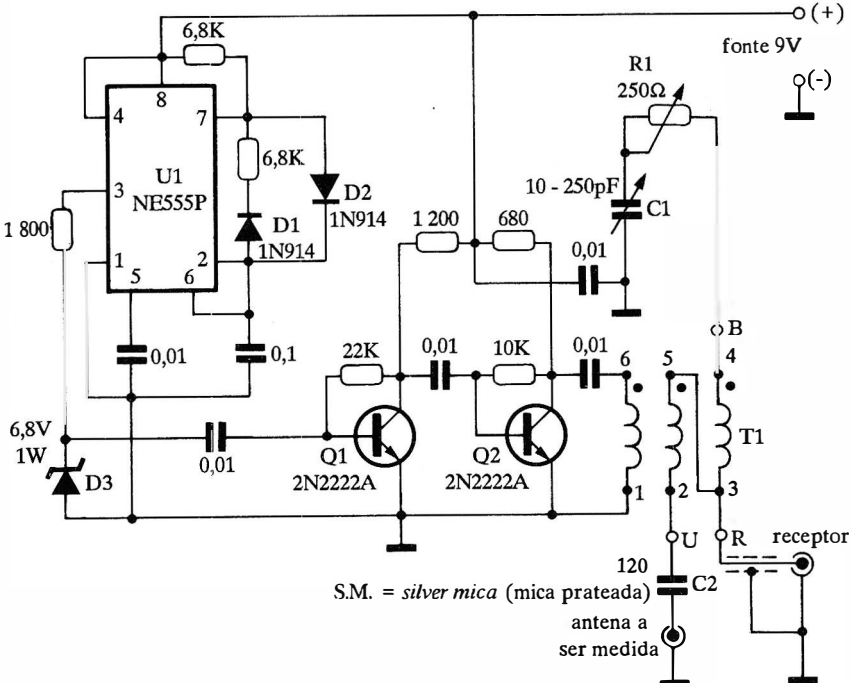 (+)
fonte 9V
(-)
6,8K
8
4
7
U1
NE555P
6,8K
D2
1N914
3
1 800
D1
1N914
1
2
5
6
0,01
0,1
R1
250Ω
10 - 250pF
C1
1 200
680
0,01
B
22K
0,01
10K
0,01
6
5
4
T1
6,8V
1W
D3
0,01
Q1
2N2222A
Q2
2N2222A
1
2
3
U
R
receptor
120
C2
S.M. = silver mica (mica prateada)
antena a
ser medida